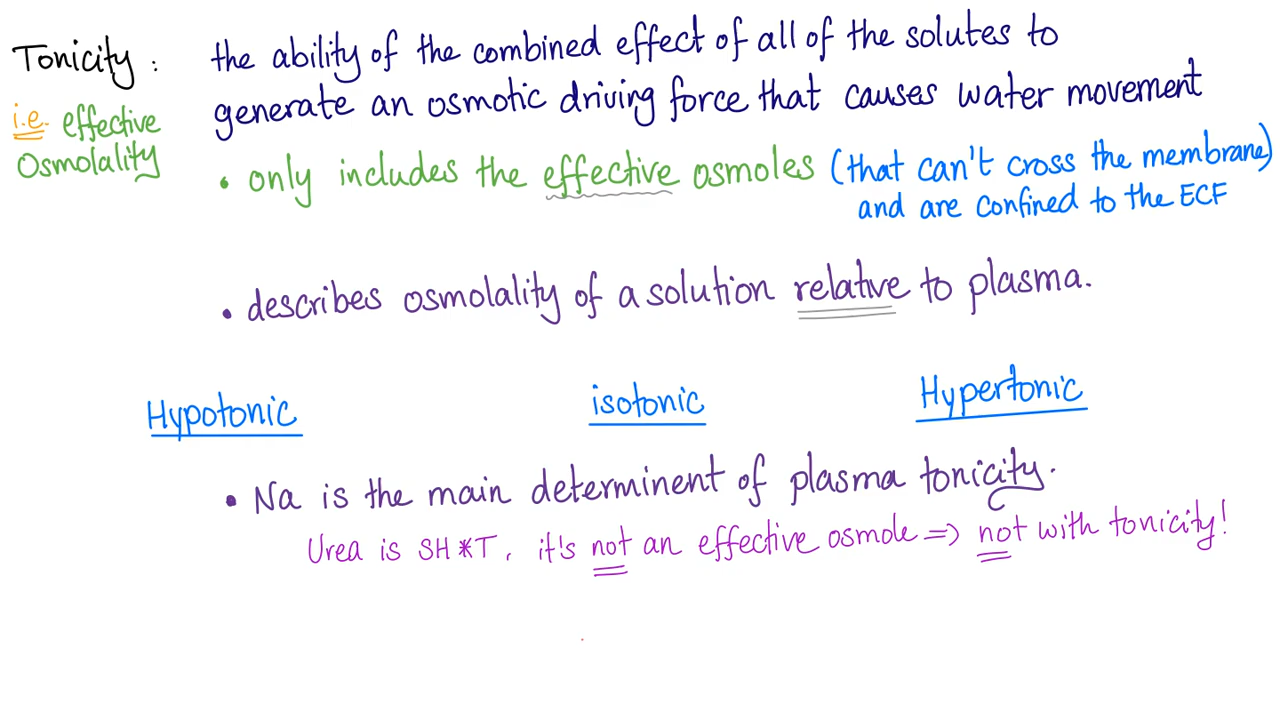 Tonicity : the ability of the combined effect of all of the solutes to
i.e. effective generate an osmotic driving force that causes water movement
Osmolality • only includes the effective osmoles (that can't cross the membrane)
and are confined to the ECF
• describes osmolality of a solution relative to plasma.
Hypotonic isotonic Hypertonic
• Na is the main determinent of plasma tonicity.
Urea is SH*T, it's not an effective osmole => not with tonicity!